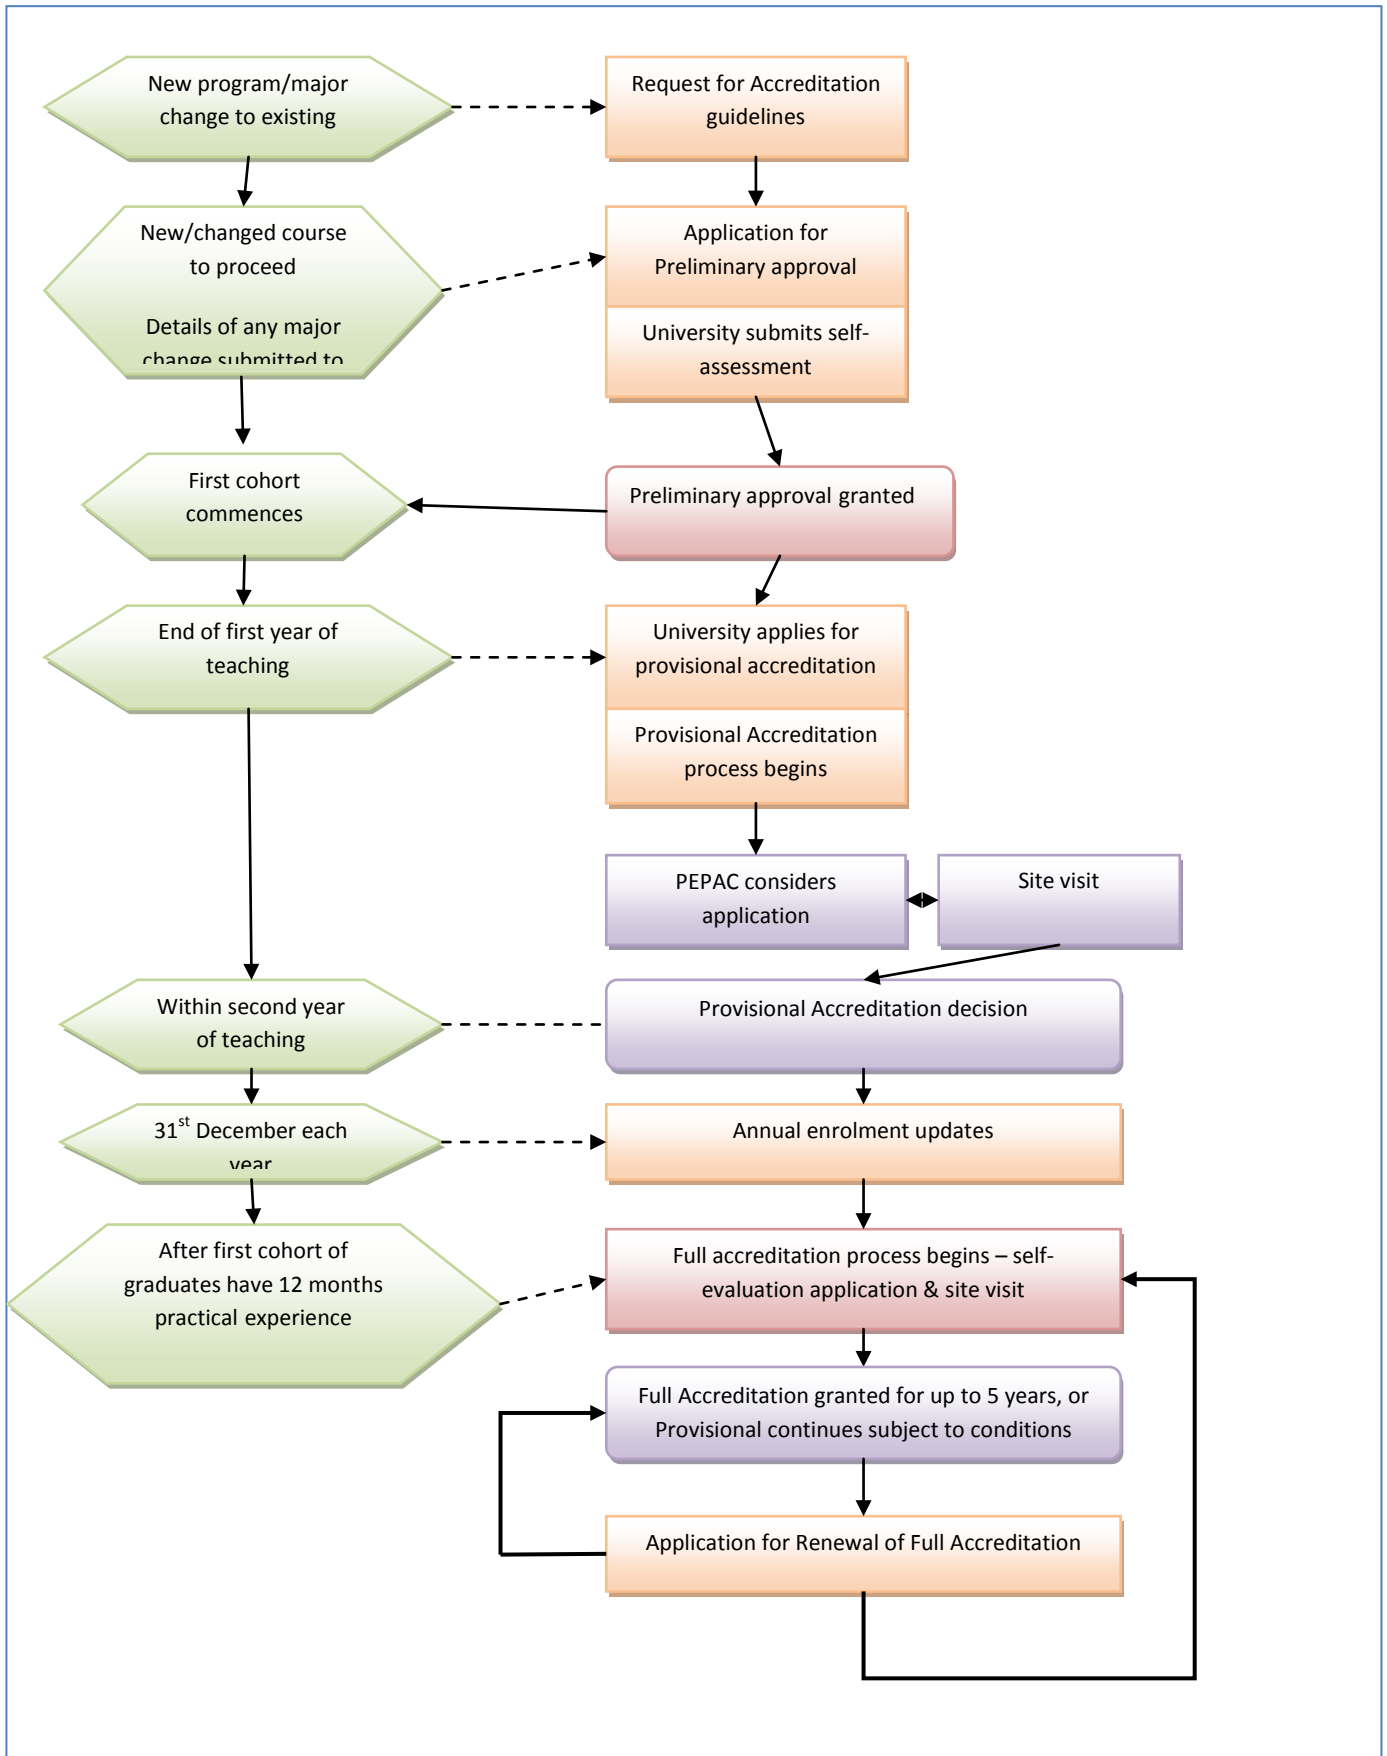 New program/major
change to existing
Request for Accreditation
guidelines
New/changed course
to proceed
Details of any major
change submitted to
Application for
Preliminary approval
University submits self-
assessment
First cohort
commences
Preliminary approval granted
End of first year of
teaching
University applies for
provisional accreditation
Provisional Accreditation
process begins
PEPAC considers
application
Site visit
Within second year
of teaching
Provisional Accreditation decision
31st December each
year
Annual enrolment updates
After first cohort of
graduates have 12 months
practical experience
Full accreditation process begins – self-
evaluation application & site visit
Full Accreditation granted for up to 5 years, or
Provisional continues subject to conditions
Application for Renewal of Full Accreditation